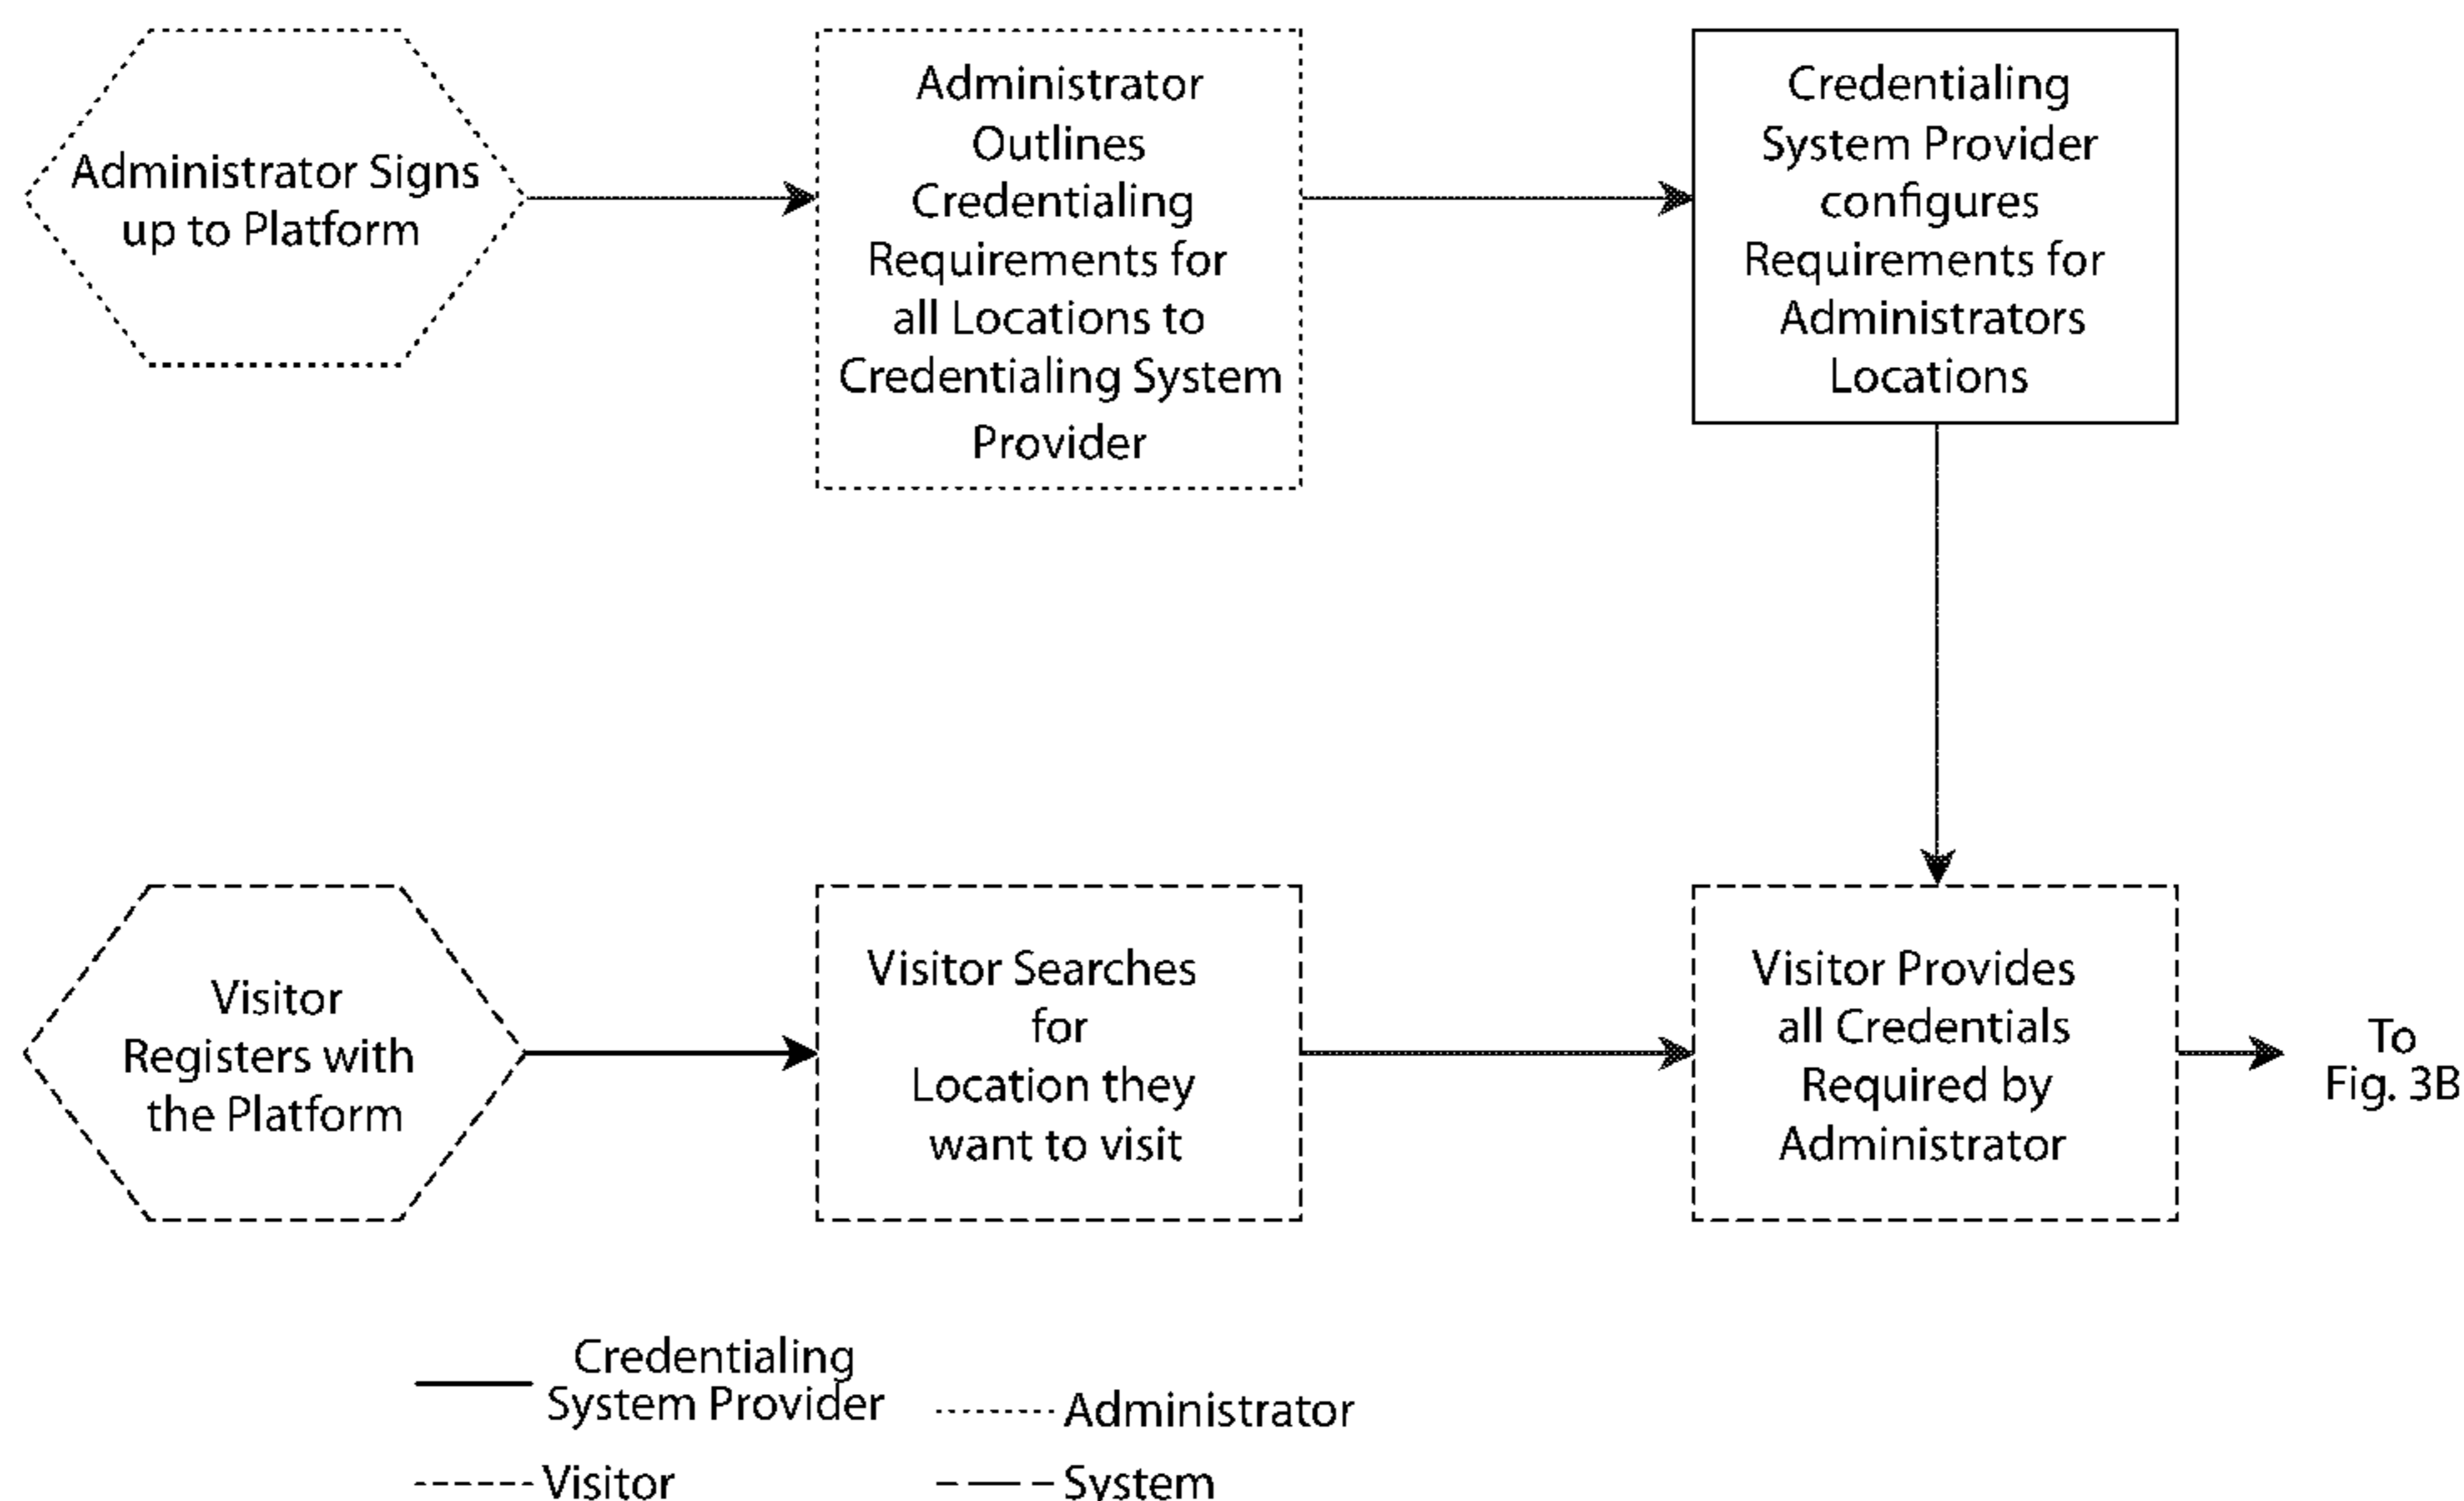 Administrator Signs
up to Platform
Administrator
Outlines
Credentialing
Requirements for
all Locations to
Credentialing System
Provider
Credentialing
System Provider
configures
Requirements for
Administrators
Locations
Visitor
Registers with
the Platform
Visitor Searches
for
Location they
want to visit
Visitor Provides
all Credentials
Required by
Administrator
To
Fig. 3B
Credentialing
System Provider
Administrator
Visitor
System